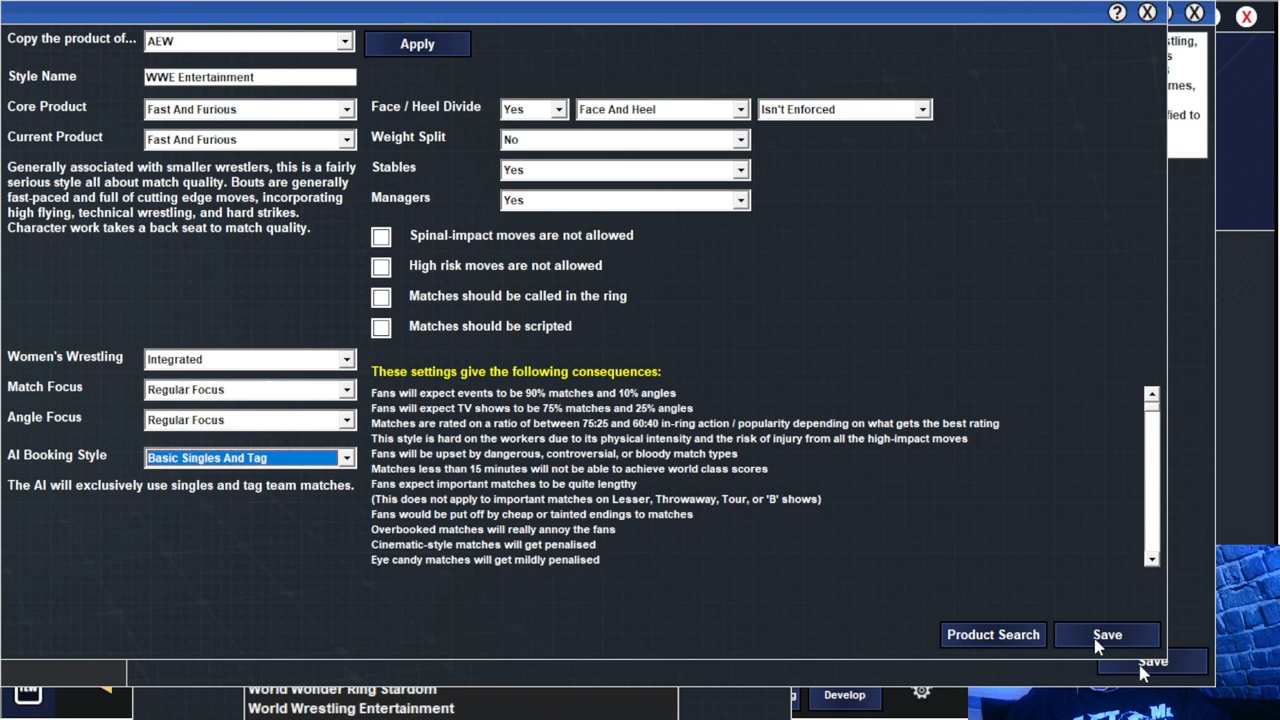 ? X X X
Copy the product of... AEW Apply
Style Name WWE Entertainment
Core Product Fast And Furious
Current Product Fast And Furious
Generally associated with smaller wrestlers, this is a fairly
serious style all about match quality. Bouts are generally
fast-paced and full of cutting edge moves, incorporating
high flying, technical wrestling, and hard strikes.
Character work takes a back seat to match quality.
Face / Heel Divide Yes Face And Heel Isn't Enforced
Weight Split No
Stables Yes
Managers Yes
Spinal-impact moves are not allowed
High risk moves are not allowed
Matches should be called in the ring
Matches should be scripted
Women's Wrestling Integrated
Match Focus Regular Focus
Angle Focus Regular Focus
AI Booking Style Basic Singles And Tag
The AI will exclusively use singles and tag team matches.
These settings give the following consequences:
Fans will expect events to be 90% matches and 10% angles
Fans will expect TV shows to be 75% matches and 25% angles
Matches are rated on a ratio of between 75:25 and 60:40 in-ring action / popularity depending on what gets the best rating
This style is hard on the workers due to its physical intensity and the risk of injury from all the high-impact moves
Fans will be upset by dangerous, controversial, or bloody match types
Matches less than 15 minutes will not be able to achieve world class scores
Fans expect important matches to be quite lengthy
(This does not apply to important matches on Lesser, Throwaway, Tour, or 'B' shows)
Fans would be put off by cheap or tainted endings to matches
Overbooked matches will really annoy the fans
Cinematic-style matches will get penalised
Eye candy matches will get mildly penalised
Product Search Save
Save
World Wonder Ring Stardom
World Wrestling Entertainment
Develop